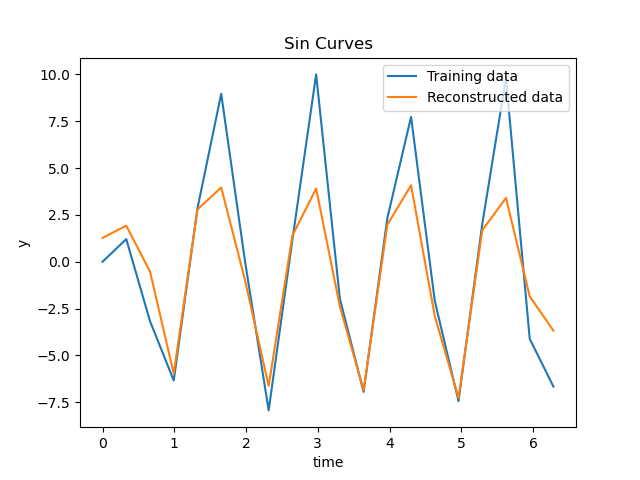 Sin Curves
Training data
Reconstructed data
y
10.0
7.5
5.0
2.5
0.0
−2.5
−5.0
−7.5
0 1 2 3 4 5 6
time